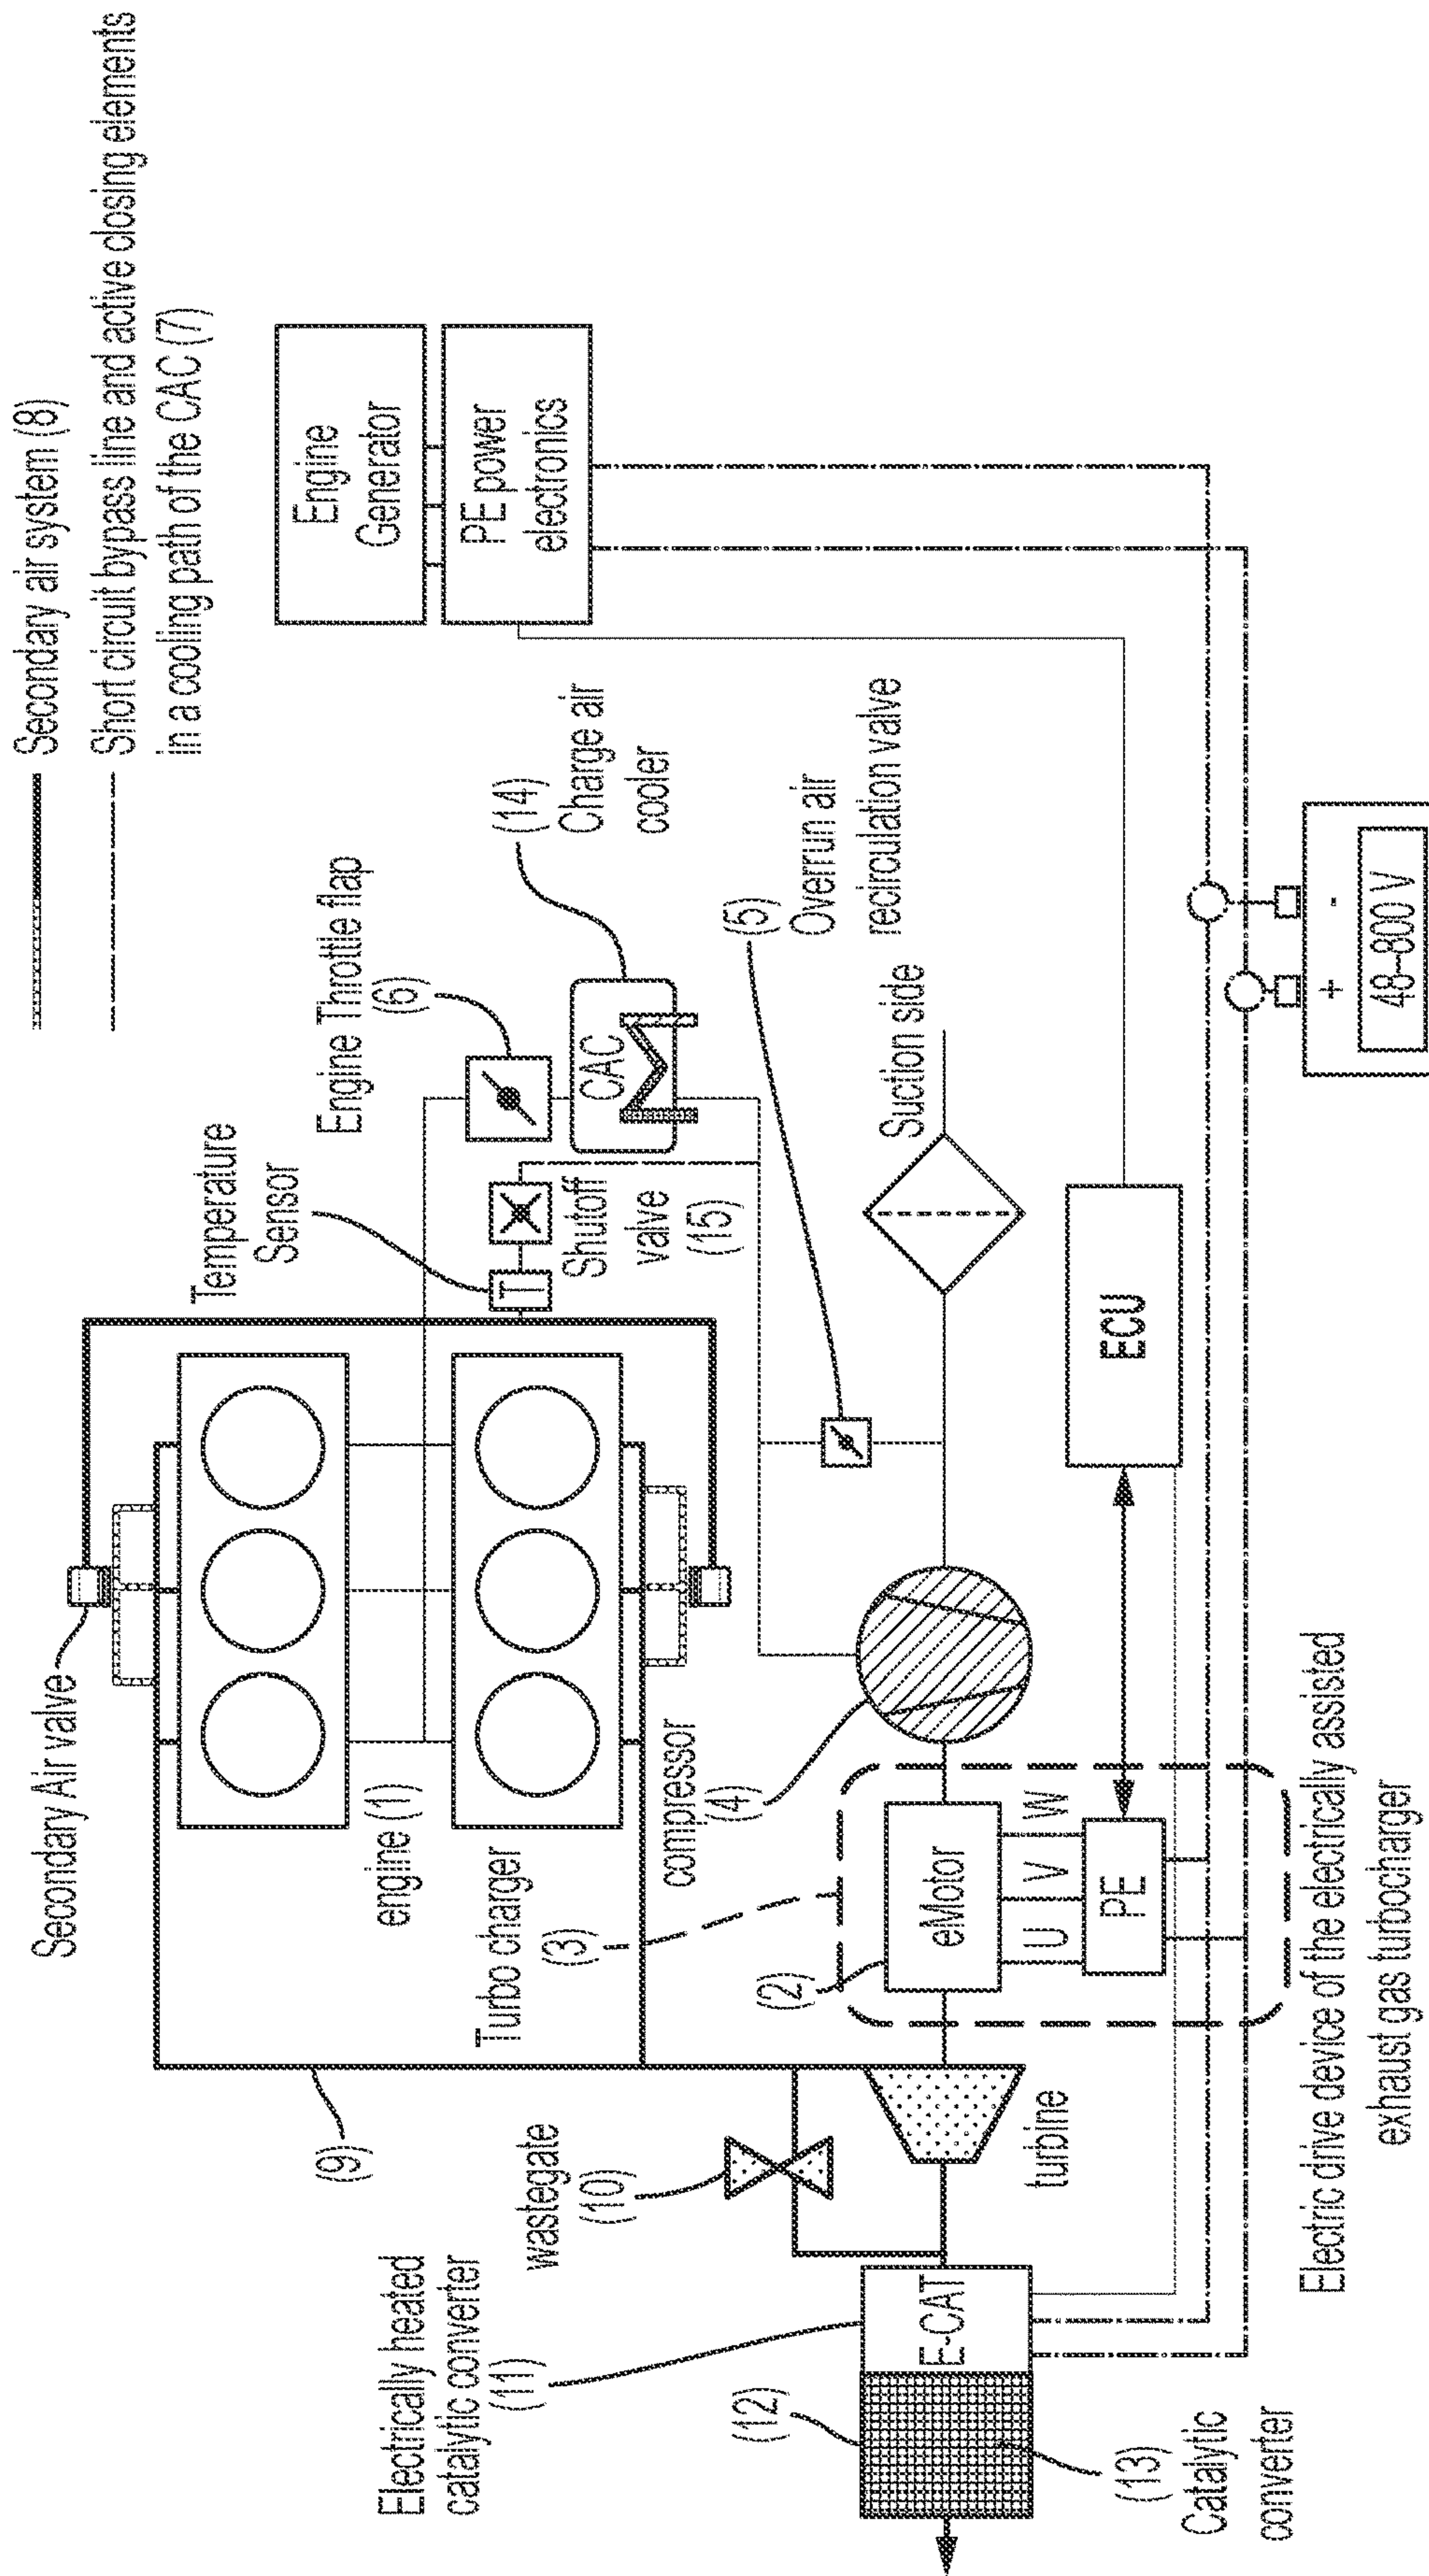 Secondary air system (8)
Short circuit bypass line and active closing elements
in a cooling path of the CAC (7)
Engine
Generator
PE power
electronics
(14)
Charge air
cooler
Engine Throttle flap
(6)
CAC
(5)
Overrun air
recirculation valve
Suction side
Temperature
Sensor
T
Shutoff
valve
(15)
ECU
+ -
48–800 V
Secondary Air valve
engine (1)
Turbo charger
(3)
compressor
(4)
(2)
eMotor
U V W
PE
Electric drive device of the electrically assisted
exhaust gas turbocharger
(9)
wastegate
(10)
turbine
Electrically heated
catalytic converter
(11)
E-CAT
(12)
(13)
Catalytic
converter